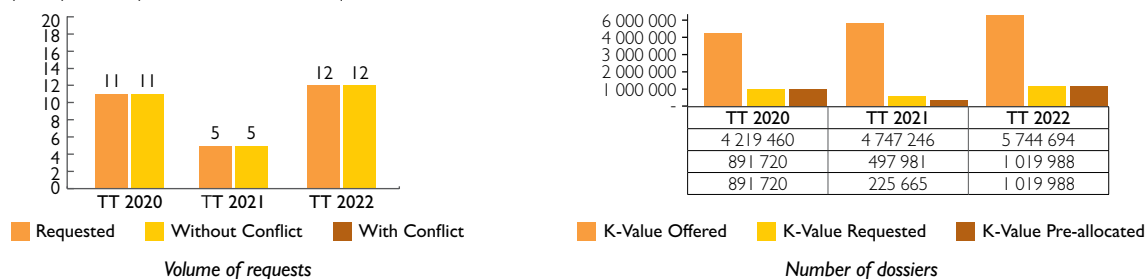 20
18
16
14
12
10
8
6
4
2
0
11 11
5 5
12 12
TT 2020 TT 2021 TT 2022
Requested Without Conflict With Conflict
Volume of requests
6 000 000
4 000 000
3 000 000
2 000 000
1 000 000
-
TT 2020 TT 2021 TT 2022
4 219 460 4 747 246 5 744 694
891 720 497 981 1 019 988
891 720 225 665 1 019 988
K-Value Offered K-Value Requested K-Value Pre-allocated
Number of dossiers